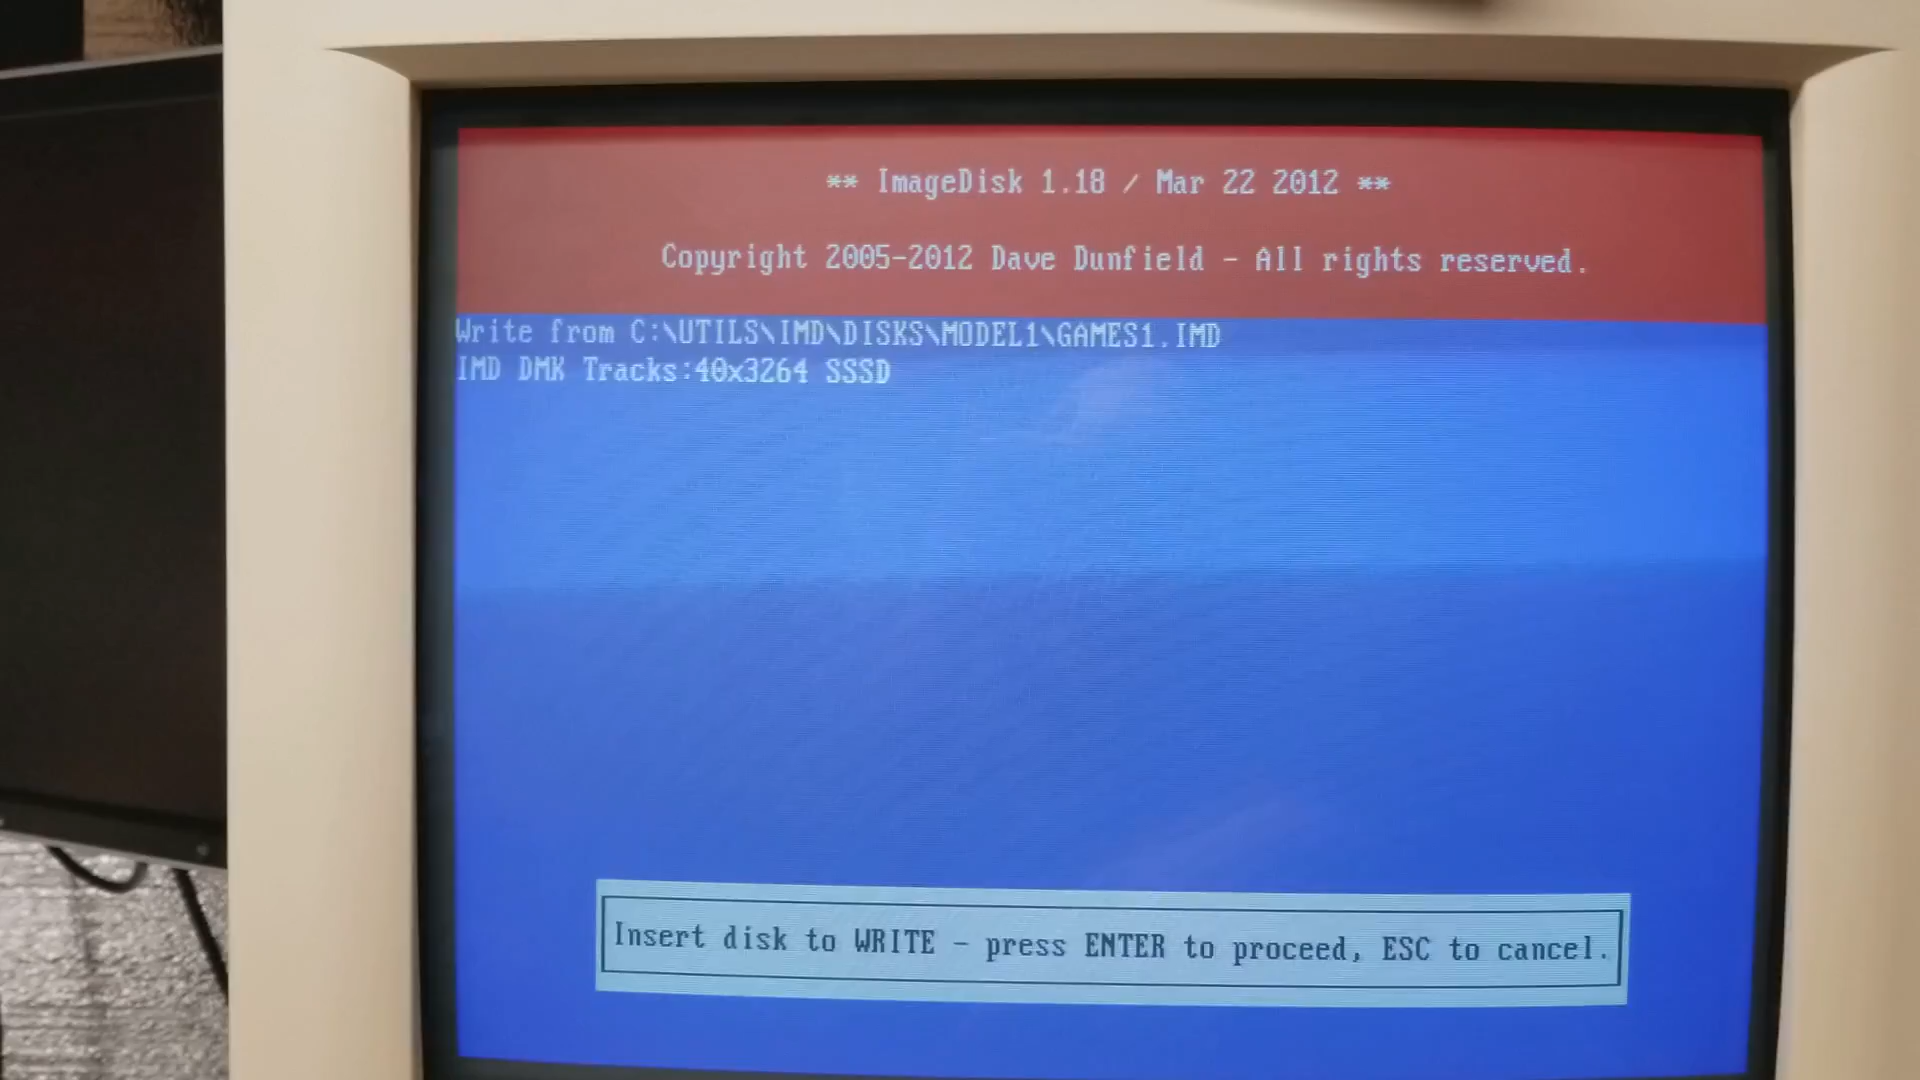 ** ImageDisk 1.18 / Mar 22 2012 **
Copyright 2005-2012 Dave Dunfield - All rights reserved.
Write from C:\UTILS\IMD\DISKS\MODEL1\GAMES1.IMD
IMD DMK Tracks:40x3264 SSSD
Insert disk to WRITE - press ENTER to proceed, ESC to cancel.